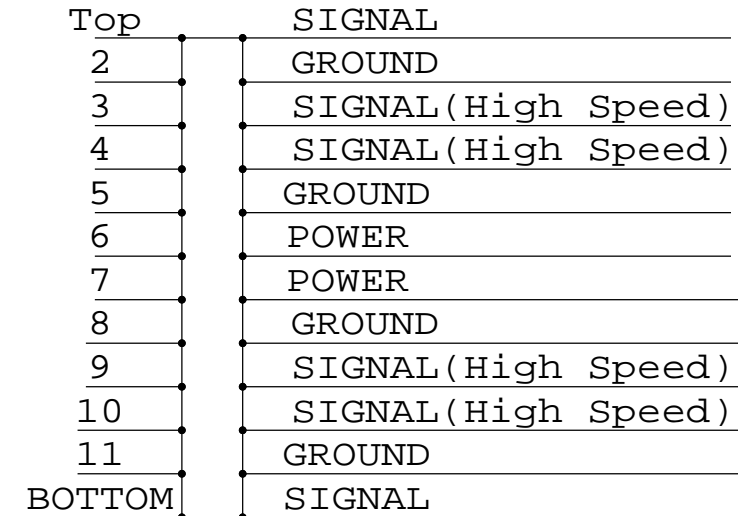 Top SIGNAL
2 GROUND
3 SIGNAL(High Speed)
4 SIGNAL(High Speed)
5 GROUND
6 POWER
7 POWER
8 GROUND
9 SIGNAL(High Speed)
10 SIGNAL(High Speed)
11 GROUND
BOTTOM SIGNAL